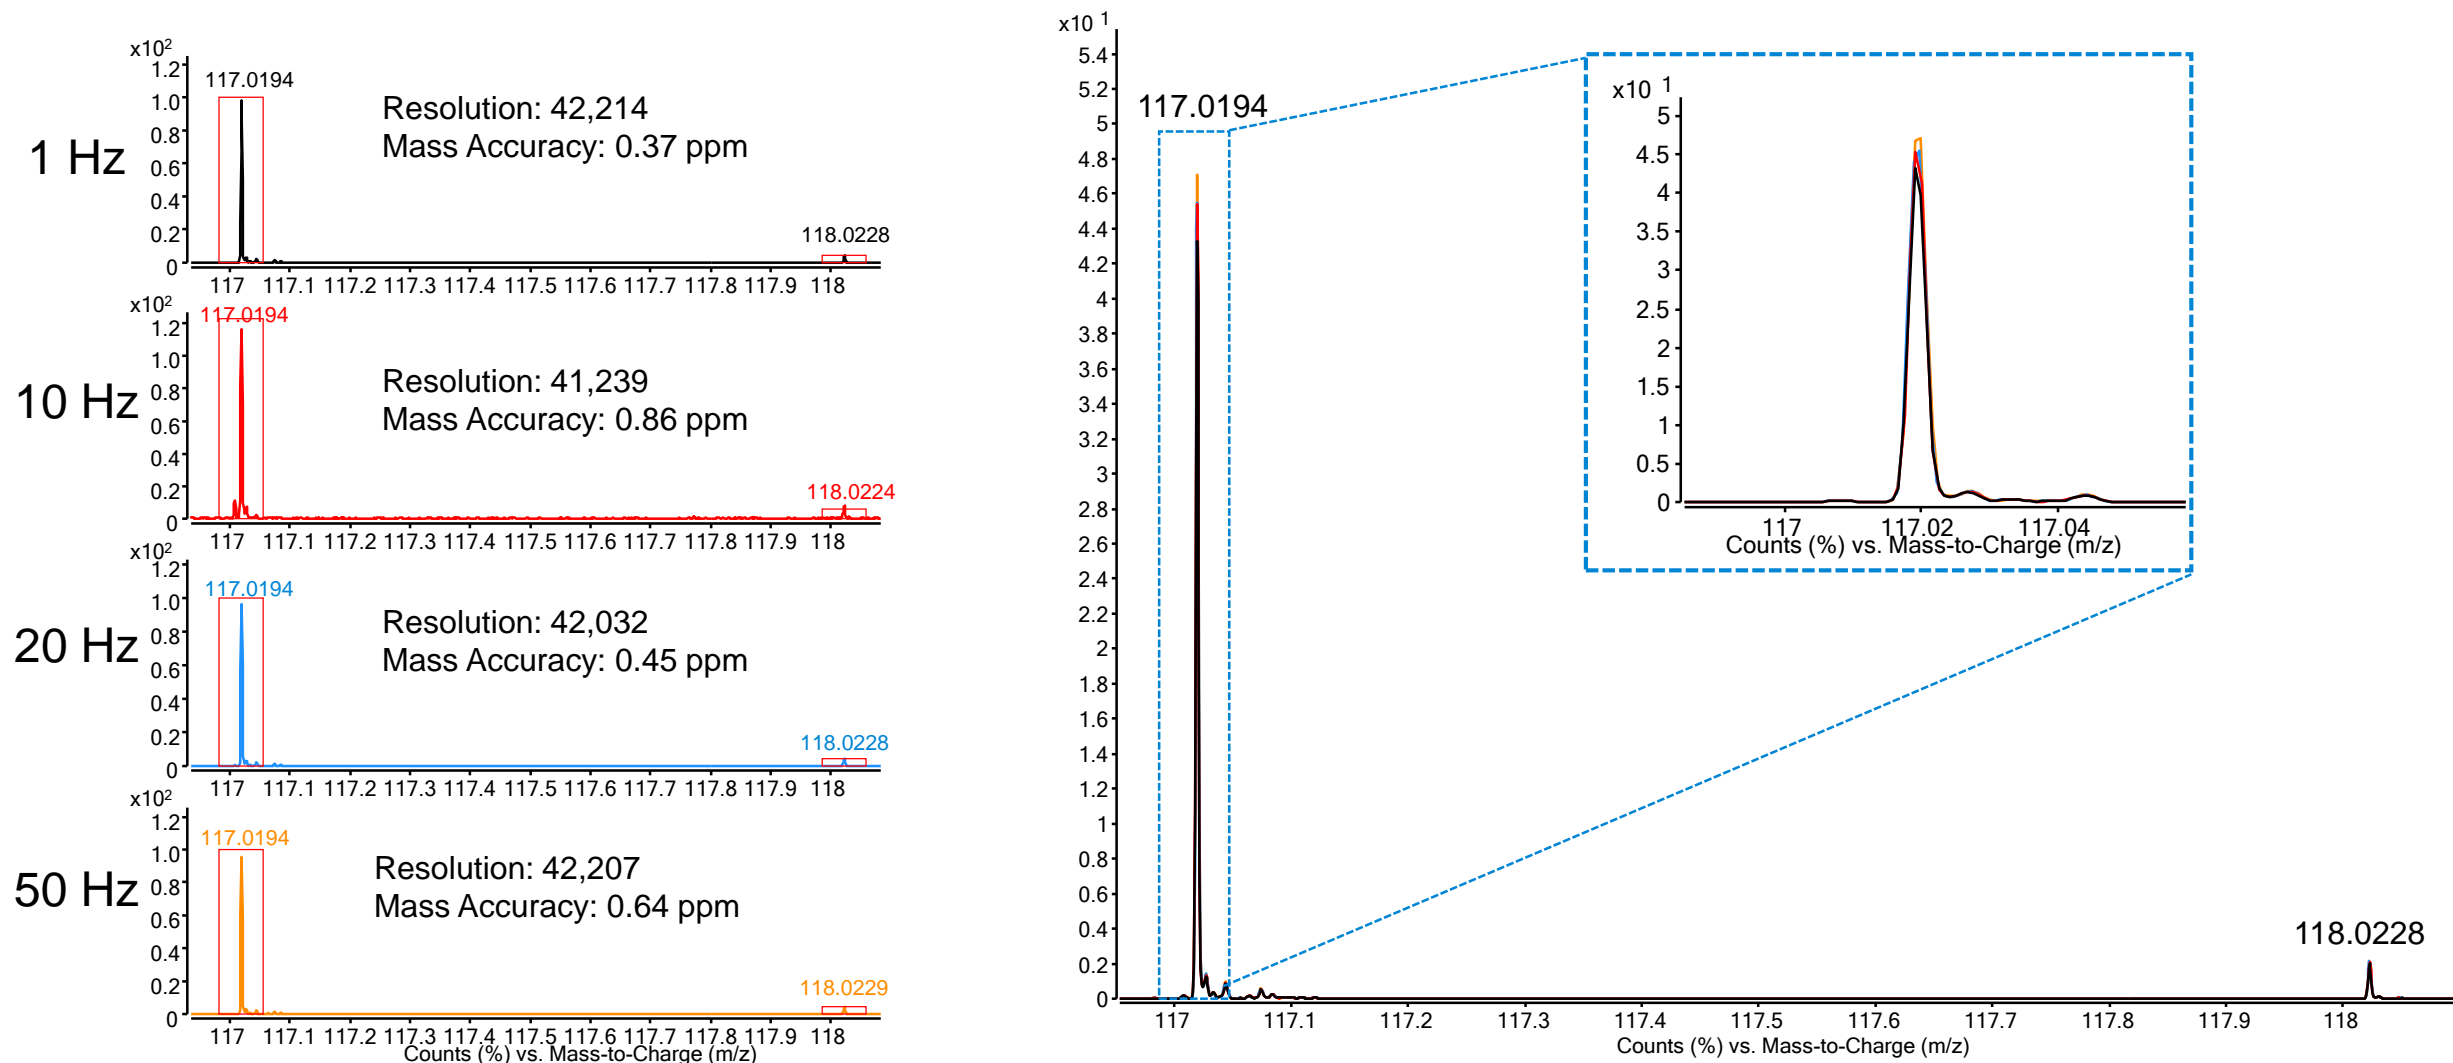 1 Hz
x10²
1.2
1.0
0.8
0.6
0.4
0.2
0
117.0194
Resolution: 42,214
Mass Accuracy: 0.37 ppm
118.0228
117 117.1 117.2 117.3 117.4 117.5 117.6 117.7 117.8 117.9 118
10 Hz
x10²
1.2
1.0
0.8
0.6
0.4
0.2
0
117.0194
Resolution: 41,239
Mass Accuracy: 0.86 ppm
118.0224
117 117.1 117.2 117.3 117.4 117.5 117.6 117.7 117.8 117.9 118
20 Hz
x10²
1.2
1.0
0.8
0.6
0.4
0.2
0
117.0194
Resolution: 42,032
Mass Accuracy: 0.45 ppm
118.0228
117 117.1 117.2 117.3 117.4 117.5 117.6 117.7 117.8 117.9 118
50 Hz
x10²
1.2
1.0
0.8
0.6
0.4
0.2
0
117.0194
Resolution: 42,207
Mass Accuracy: 0.64 ppm
118.0229
117 117.1 117.2 117.3 117.4 117.5 117.6 117.7 117.8 117.9 118
Counts (%) vs. Mass-to-Charge (m/z)
x10 ¹
5.4
5.2
5
4.8
4.6
4.4
4.2
4
3.8
3.6
3.4
3.2
3
2.8
2.6
2.4
2.2
2
1.8
1.6
1.4
1.2
1
0.8
0.6
0.4
0.2
0
117.0194
118.0228
117 117.1 117.2 117.3 117.4 117.5 117.6 117.7 117.8 117.9 118
Counts (%) vs. Mass-to-Charge (m/z)
x10 ¹
5
4.5
4
3.5
3
2.5
2
1.5
1
0.5
0
117 117.02 117.04
Counts (%) vs. Mass-to-Charge (m/z)